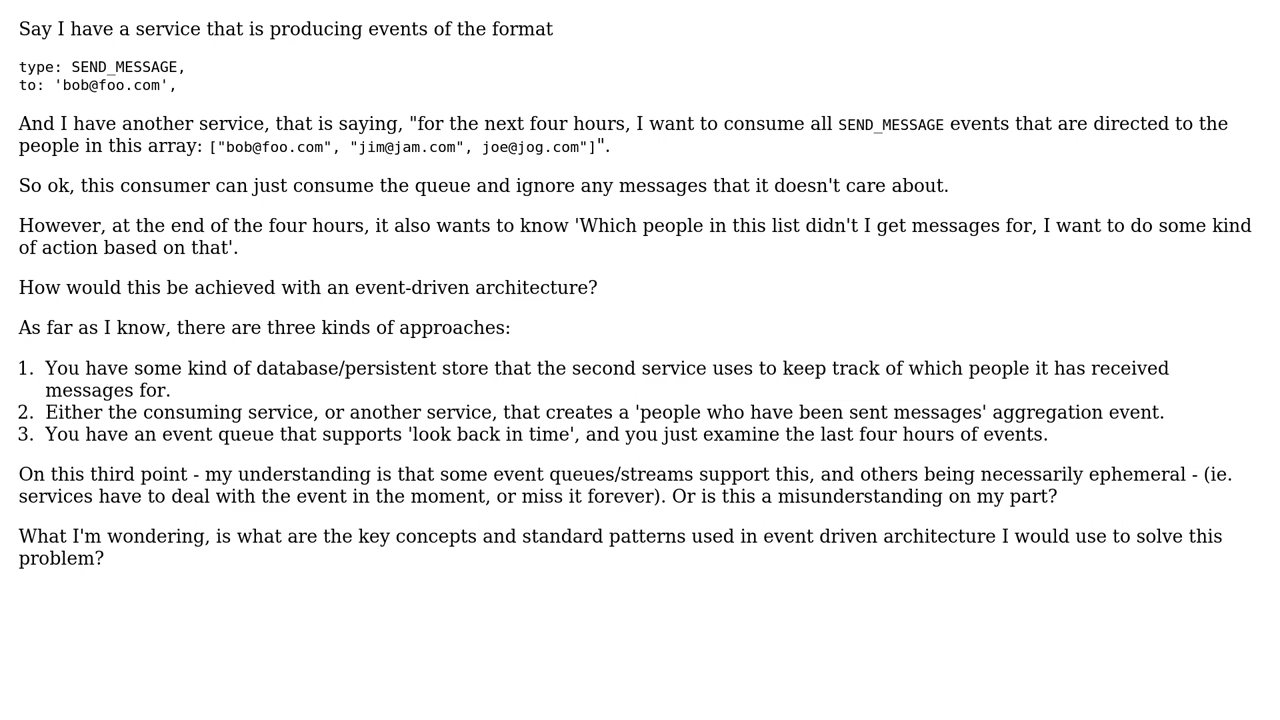 Say I have a service that is producing events of the format
type: SEND_MESSAGE,
to: 'bob@foo.com',
And I have another service, that is saying, "for the next four hours, I want to consume all SEND_MESSAGE events that are directed to the
people in this array: ["bob@foo.com", "jim@jam.com", joe@jog.com"]".
So ok, this consumer can just consume the queue and ignore any messages that it doesn't care about.
However, at the end of the four hours, it also wants to know 'Which people in this list didn't I get messages for, I want to do some kind
of action based on that'.
How would this be achieved with an event-driven architecture?
As far as I know, there are three kinds of approaches:
1. You have some kind of database/persistent store that the second service uses to keep track of which people it has received
messages for.
2. Either the consuming service, or another service, that creates a 'people who have been sent messages' aggregation event.
3. You have an event queue that supports 'look back in time', and you just examine the last four hours of events.
On this third point - my understanding is that some event queues/streams support this, and others being necessarily ephemeral - (ie.
services have to deal with the event in the moment, or miss it forever). Or is this a misunderstanding on my part?
What I'm wondering, is what are the key concepts and standard patterns used in event driven architecture I would use to solve this
problem?